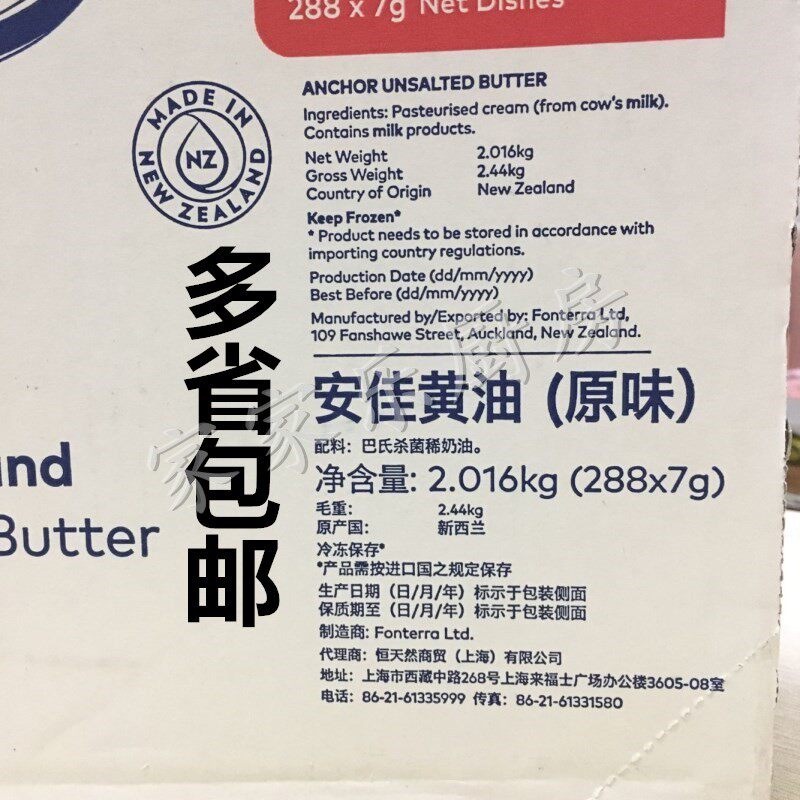 288 x 7g Net Dishes
MADE IN
NZ
NEW ZEALAND
ANCHOR UNSALTED BUTTER
Ingredients: Pasteurised cream (from cow's milk).
Contains milk products.
Net Weight 2.016kg
Gross Weight 2.44kg
Country of Origin New Zealand
Keep Frozen*
* Product needs to be stored in accordance with
importing country regulations.
Production Date (dd/mm/yyyy)
Best Before (dd/mm/yyyy)
Manufactured by/Exported by: Fonterra Ltd,
109 Fanshawe Street, Auckland, New Zealand.
多省包邮
家家乐厨房
und
Butter
安佳黄油 (原味)
配料: 巴氏杀菌稀奶油。
净含量: 2.016kg (288x7g)
毛重: 2.44kg
原产国: 新西兰
冷冻保存*
*产品需按进口国之规定保存
生产日期 (日/月/年) 标示于包装侧面
保质期至 (日/月/年) 标示于包装侧面
制造商: Fonterra Ltd.
代理商: 恒天然商贸 (上海) 有限公司
地址: 上海市西藏中路268号上海来福士广场办公楼3605-08室
电话: 86-21-61335999 传真: 86-21-61331580